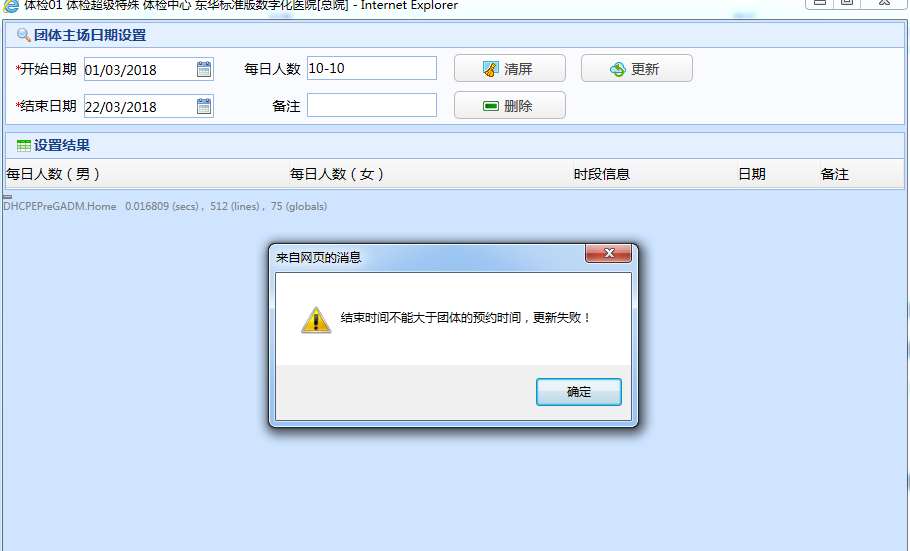 体检01 体检超级特殊 体检中心 东华标准版数字化医院[总院] - Internet Explorer
团体主场日期设置
*开始日期 01/03/2018 每日人数 10-10 清屏 更新
*结束日期 22/03/2018 备注 删除
设置结果
每日人数（男） 每日人数（女） 时段信息 日期 备注
DHCPEPreGADM.Home 0.016809 (secs) , 512 (lines) , 75 (globals)
来自网页的消息
结束时间不能大于团体的预约时间，更新失败！
确定